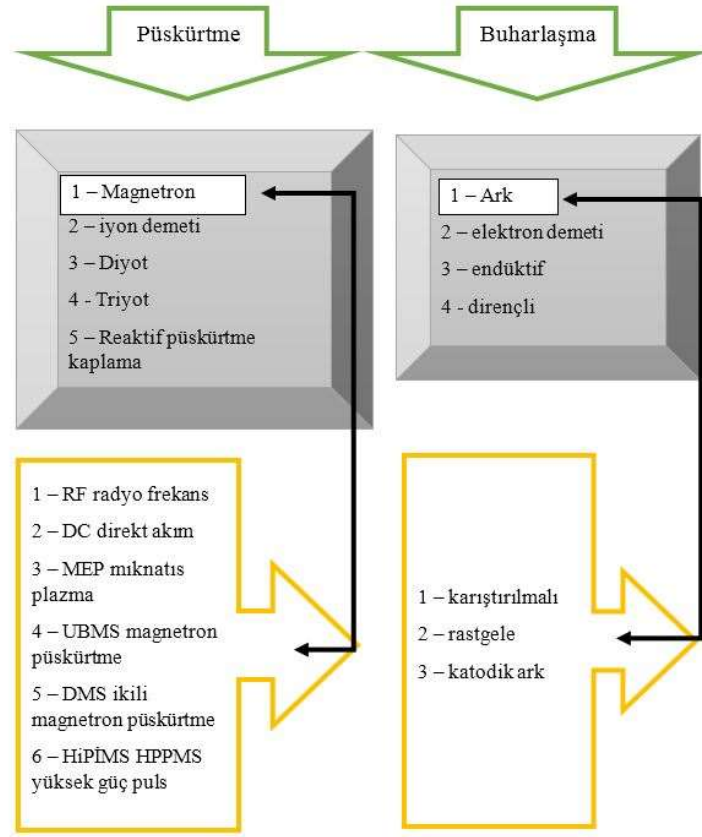 Püskürtme
Buharlaşma
1 – Magnetron
2 – iyon demeti
3 – Diyot
4 - Triyot
5 – Reaktif püskürtme
kaplama
1 – Ark
2 – elektron demeti
3 – endüktif
4 - dirençli
1 – RF radyo frekans
2 – DC direkt akım
3 – MEP mıknatıs
plazma
4 – UBMS magnetron
püskürtme
5 – DMS ikili
magnetron püskürtme
6 – HiPİMS HPPMS
yüksek güç puls
1 – karıştırılmalı
2 – rastgele
3 – katodik ark